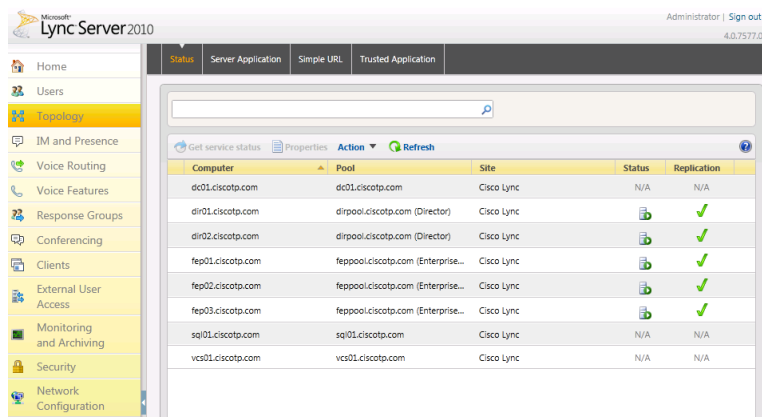 Microsoft
Lync Server 2010
Administrator | Sign out
4.0.7577.0
Home
Users
Topology
IM and Presence
Voice Routing
Voice Features
Response Groups
Conferencing
Clients
External User
Access
Monitoring
and Archiving
Security
Network
Configuration
Status Server Application Simple URL Trusted Application
Get service status Properties Action Refresh
Computer Pool Site Status Replication
dc01.ciscotp.com dc01.ciscotp.com Cisco Lync N/A N/A
dir01.ciscotp.com dirpool.ciscotp.com (Director) Cisco Lync
dir02.ciscotp.com dirpool.ciscotp.com (Director) Cisco Lync
fep01.ciscotp.com feppool.ciscotp.com (Enterprise... Cisco Lync
fep02.ciscotp.com feppool.ciscotp.com (Enterprise... Cisco Lync
fep03.ciscotp.com feppool.ciscotp.com (Enterprise... Cisco Lync
sql01.ciscotp.com sql01.ciscotp.com Cisco Lync N/A N/A
vcs01.ciscotp.com vcs01.ciscotp.com Cisco Lync N/A N/A